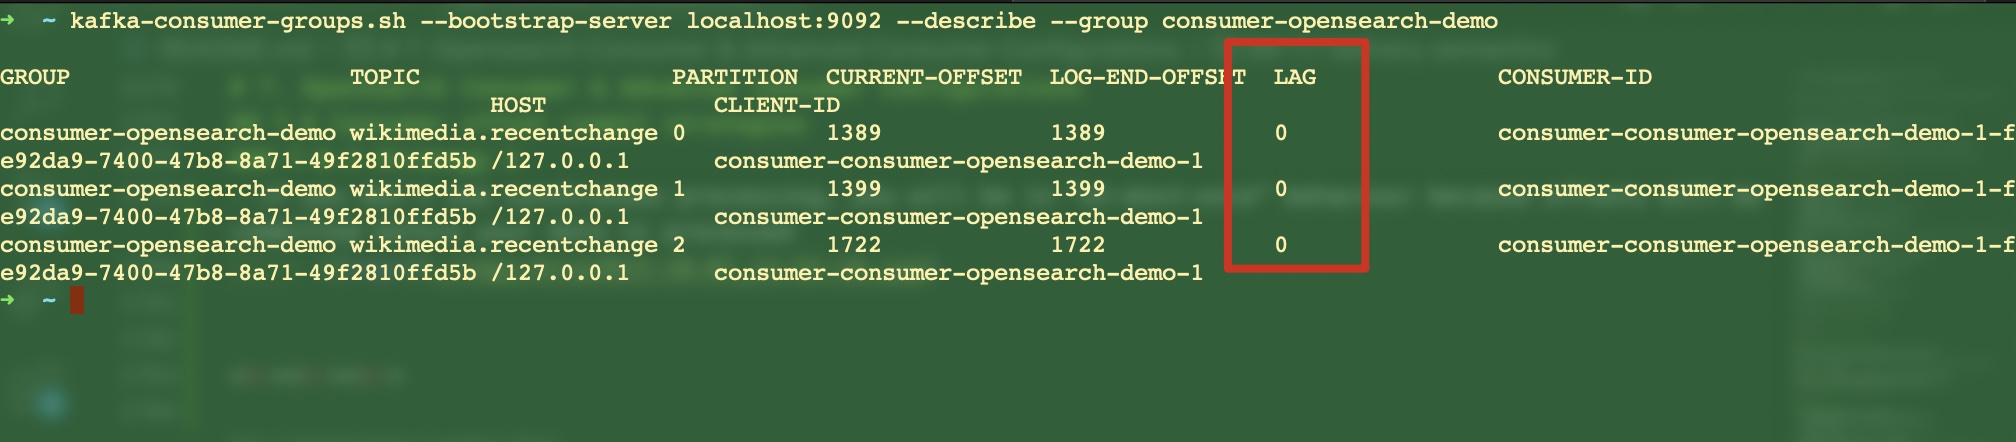 ➜ ~ kafka-consumer-groups.sh --bootstrap-server localhost:9092 --describe --group consumer-opensearch-demo
GROUP TOPIC PARTITION CURRENT-OFFSET LOG-END-OFFSET LAG CONSUMER-ID
HOST CLIENT-ID
consumer-opensearch-demo wikimedia.recentchange 0 1389 1389 0 consumer-consumer-opensearch-demo-1-f
e92da9-7400-47b8-8a71-49f2810ffd5b /127.0.0.1 consumer-consumer-opensearch-demo-1
consumer-opensearch-demo wikimedia.recentchange 1 1399 1399 0 consumer-consumer-opensearch-demo-1-f
e92da9-7400-47b8-8a71-49f2810ffd5b /127.0.0.1 consumer-consumer-opensearch-demo-1
consumer-opensearch-demo wikimedia.recentchange 2 1722 1722 0 consumer-consumer-opensearch-demo-1-f
e92da9-7400-47b8-8a71-49f2810ffd5b /127.0.0.1 consumer-consumer-opensearch-demo-1
➜ ~